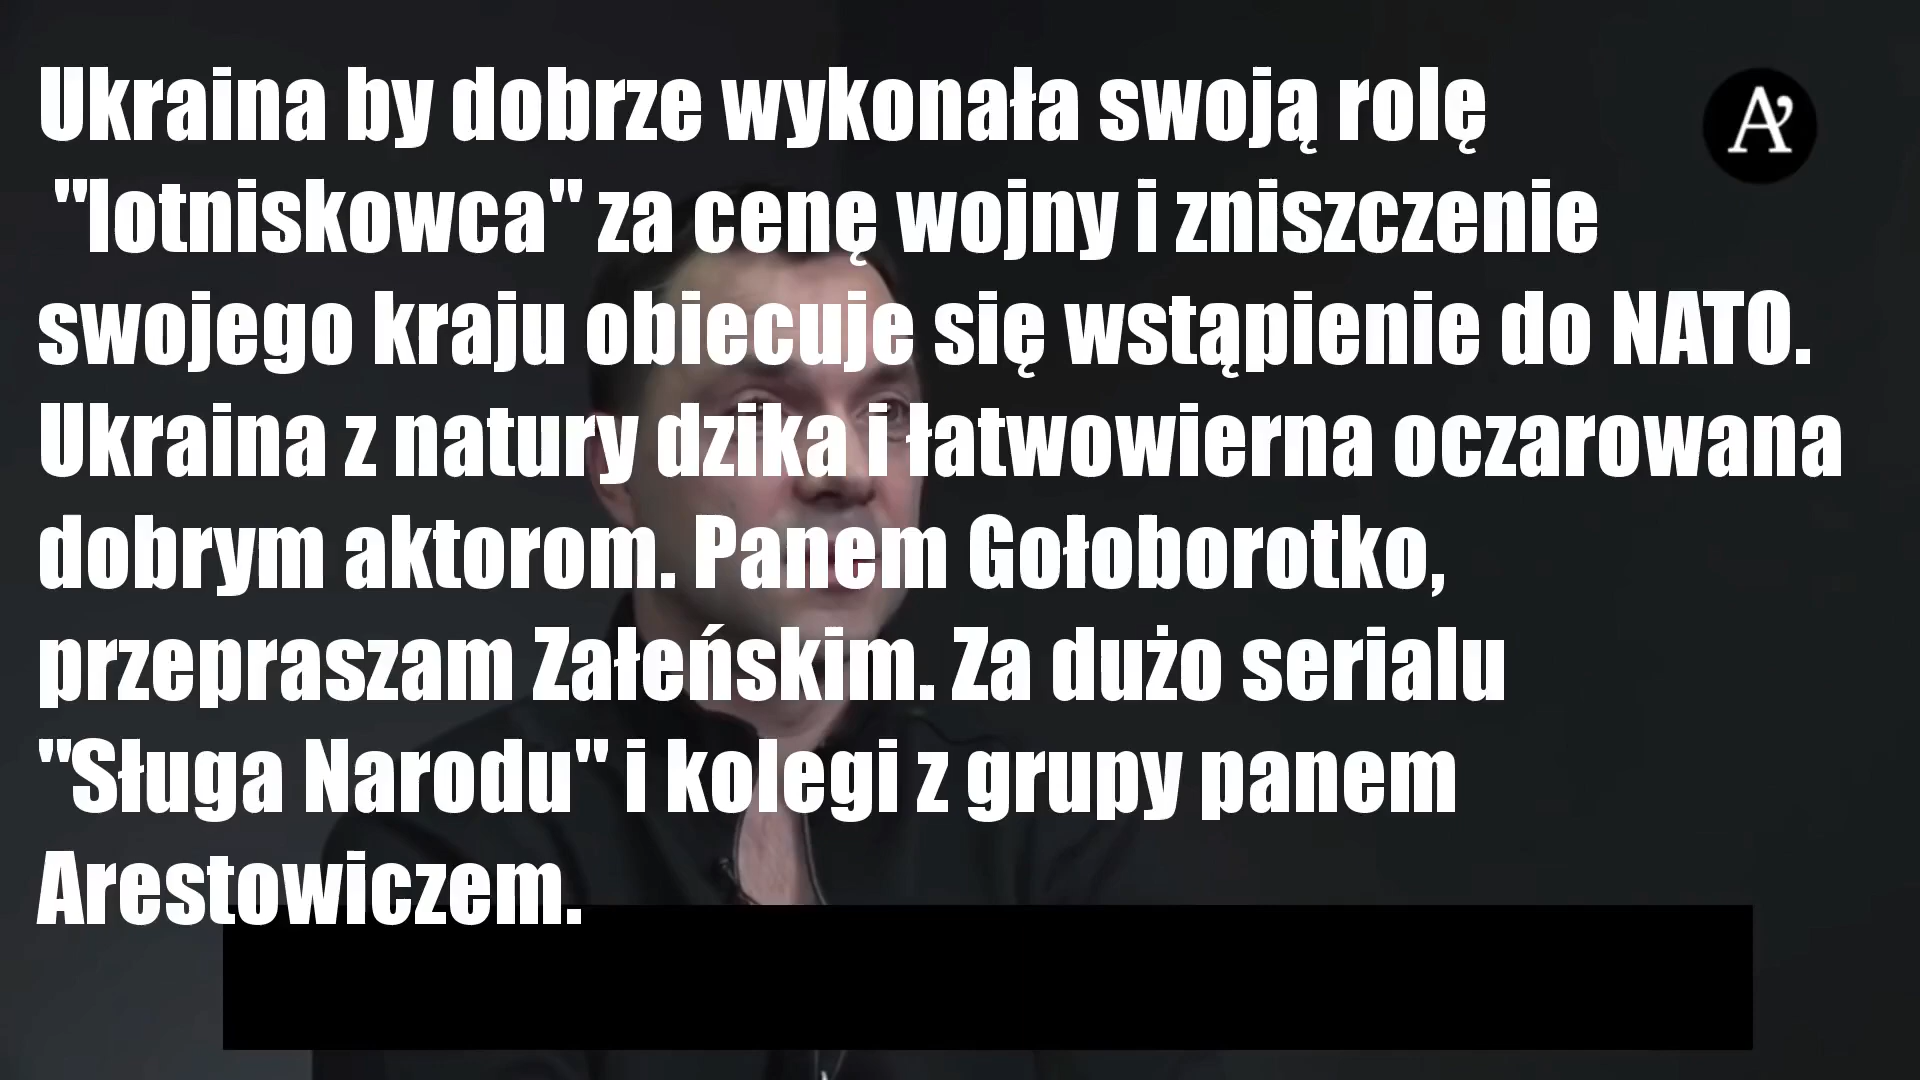 Ukraina by dobrze wykonała swoją rolę
"lotniskowca" za cenę wojny i zniszczenie
swojego kraju obiecuje się wstąpienie do NATO.
Ukraina z natury dzika i łatwowierna oczarowana
dobrym aktorom. Panem Gołoborotko,
przepraszam Załeńskim. Za dużo serialu
"Sługa Narodu" i kolegi z grupy panem
Arestowiczem.
A